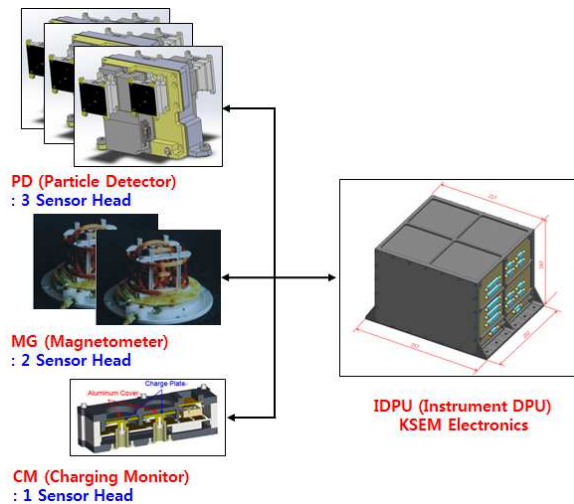 PD (Particle Detector)
: 3 Sensor Head
MG (Magnetometer)
: 2 Sensor Head
Aluminum Cover
Charge Plate
CM (Charging Monitor)
: 1 Sensor Head
IDPU (Instrument DPU)
KSEM Electronics